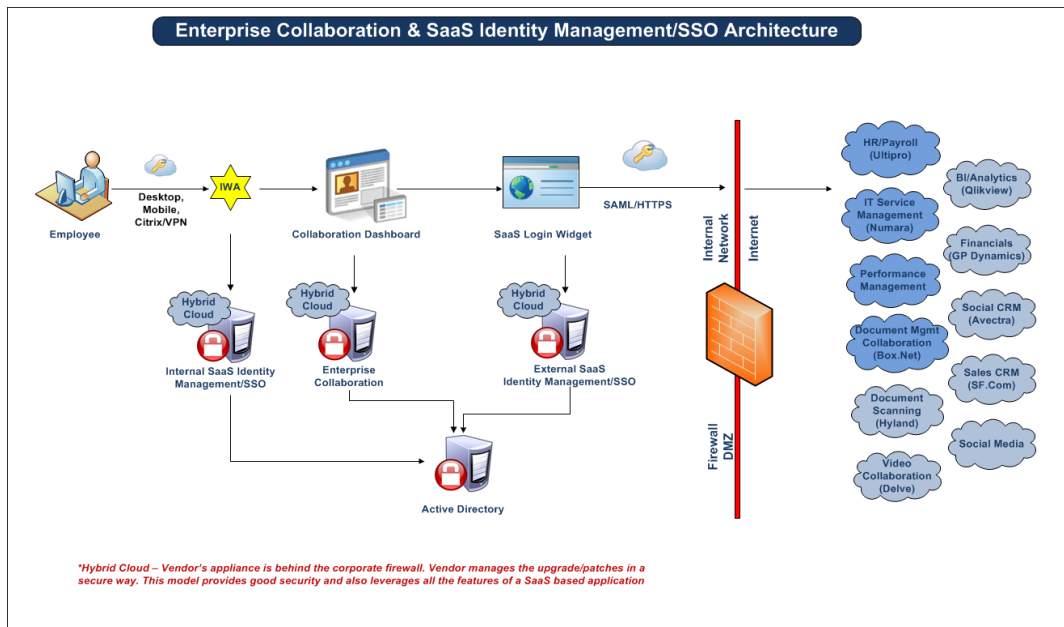 Enterprise Collaboration & SaaS Identity Management/SSO Architecture
Employee
Desktop,
Mobile,
Citrix/VPN
IWA
Collaboration Dashboard
SaaS Login Widget
SAML/HTTPS
Internal
Network
Internet
Firewall
DMZ
Hybrid
Cloud
Internal SaaS Identity
Management/SSO
Hybrid
Cloud
Enterprise
Collaboration
Hybrid
Cloud
External SaaS
Identity Management/SSO
Active Directory
HR/Payroll
(Ultipro)
IT Service
Management
(Numara)
Performance
Management
Document Mgmt
Collaboration
(Box.Net)
Document
Scanning
(Hyland)
Video
Collaboration
(Delve)
BI/Analytics
(Qlikview)
Financials
(GP Dynamics)
Social CRM
(Avectra)
Sales CRM
(SF.Com)
Social Media
*Hybrid Cloud – Vendor's appliance is behind the corporate firewall. Vendor manages the upgrade/patches in a
secure way. This model provides good security and also leverages all the features of a SaaS based application